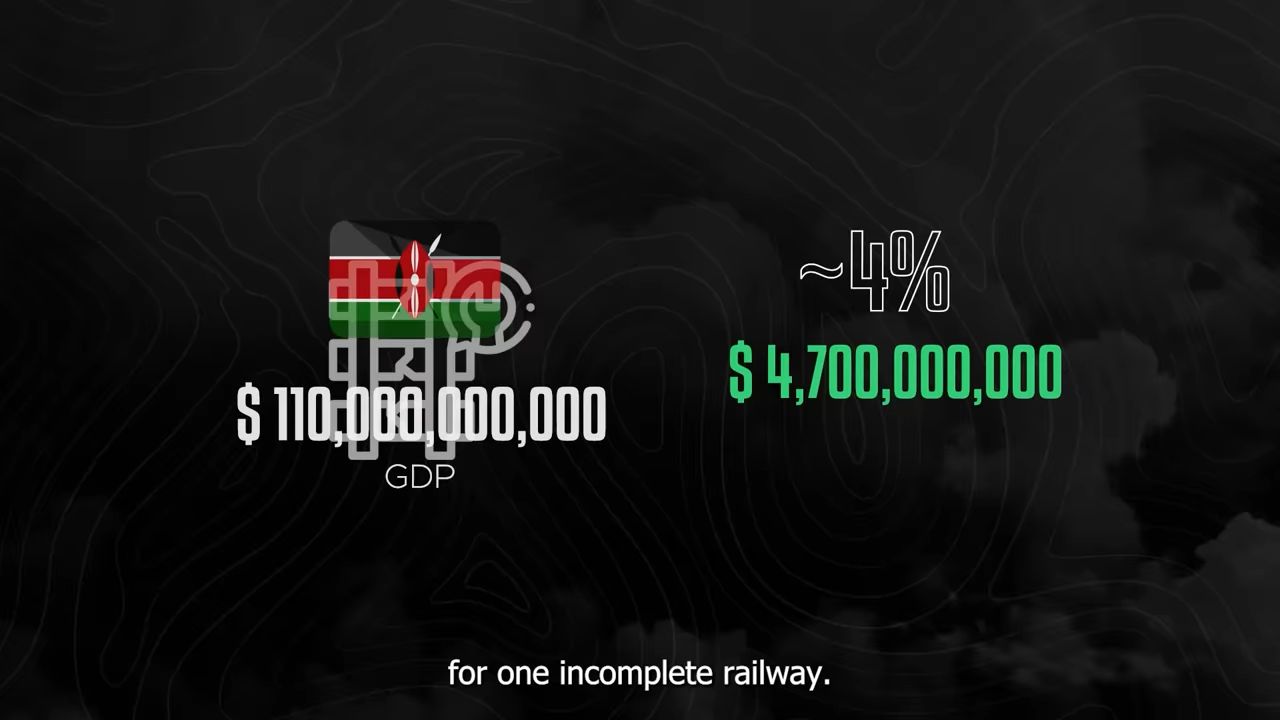 ~4%
$ 110,000,000,000
$ 4,700,000,000
GDP
for one incomplete railway.